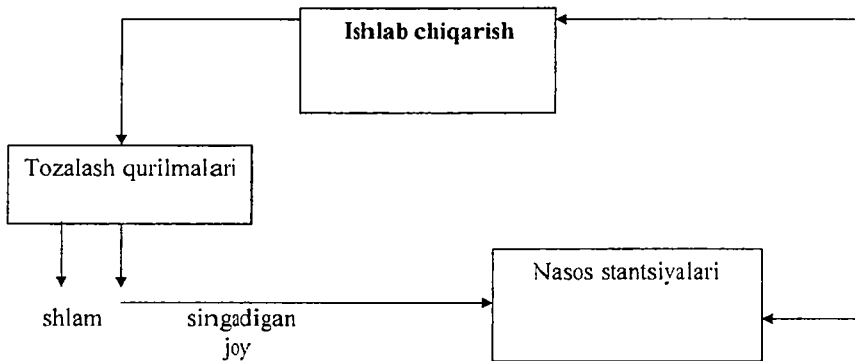 Ishlab chiqarish
Tozalash qurilmalari
Nasos stantsiyalari
shlam
singadigan
joy